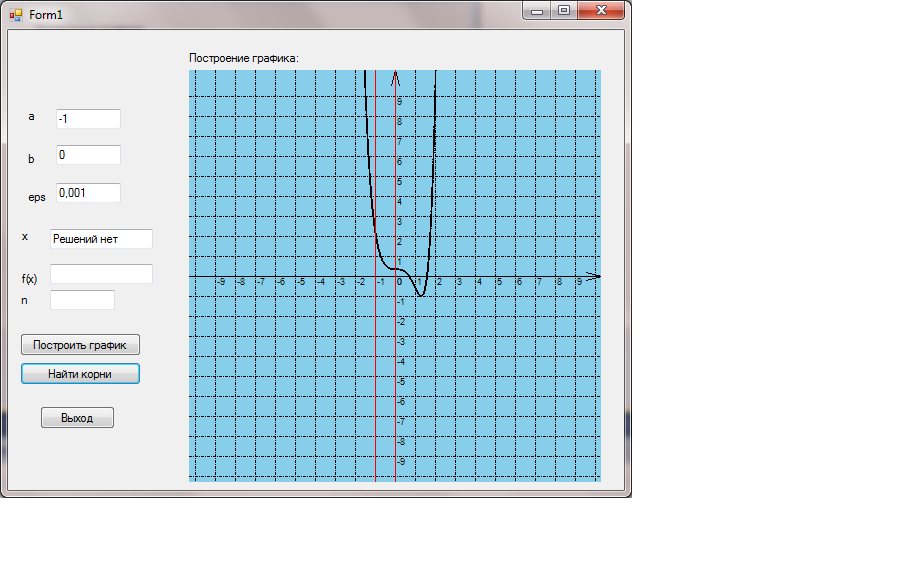 Form1
Построение графика:
a
-1
b
0
eps
0,001
x
Решений нет
f(x)
n
Построить график
Найти корни
Выход
9
8
7
6
5
4
3
2
1
-9 -8 -7 -6 -5 -4 -3 -2 -1 0 1 2 3 4 5 6 7 8 9
-1
-2
-3
-4
-5
-6
-7
-8
-9